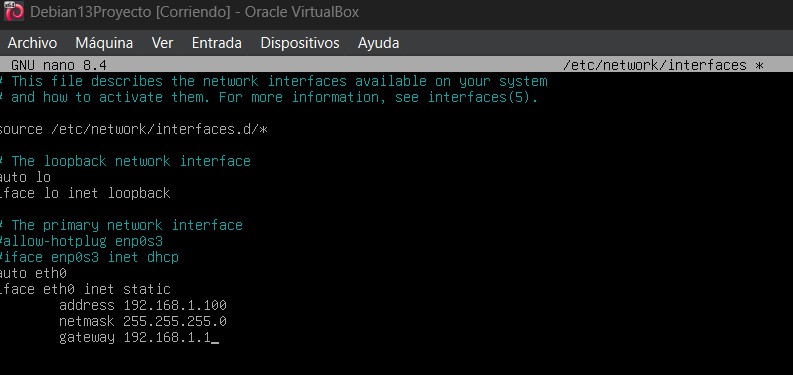 Debian13Proyecto [Corriendo] - Oracle VirtualBox
Archivo Máquina Ver Entrada Dispositivos Ayuda
GNU nano 8.4 /etc/network/interfaces *
# This file describes the network interfaces available on your system
# and how to activate them. For more information, see interfaces(5).
source /etc/network/interfaces.d/*
# The loopback network interface
auto lo
iface lo inet loopback
# The primary network interface
#allow-hotplug enp0s3
#iface enp0s3 inet dhcp
auto eth0
iface eth0 inet static
address 192.168.1.100
netmask 255.255.255.0
gateway 192.168.1.1_